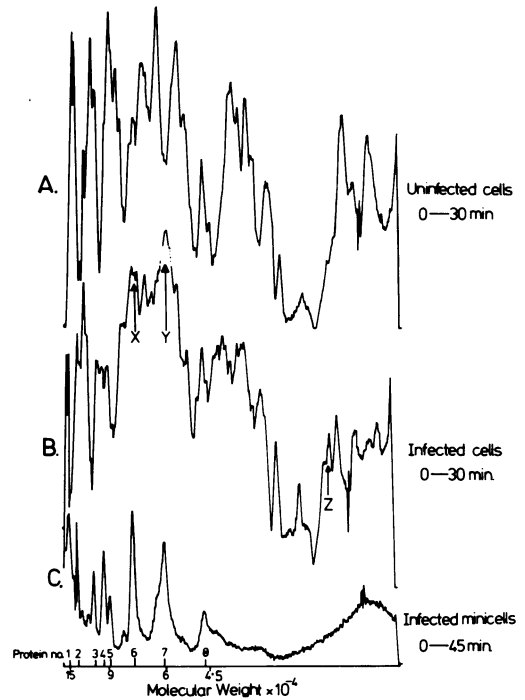 A.
Uninfected cells
0—30 min
X
Y
B.
Infected cells
0—30 min.
Z
C.
Infected minicells
0—45 min.
Protein no. 1 2 3 4 5 6 7 8
15 9 6 4·5
Molecular Weight x10⁻⁴